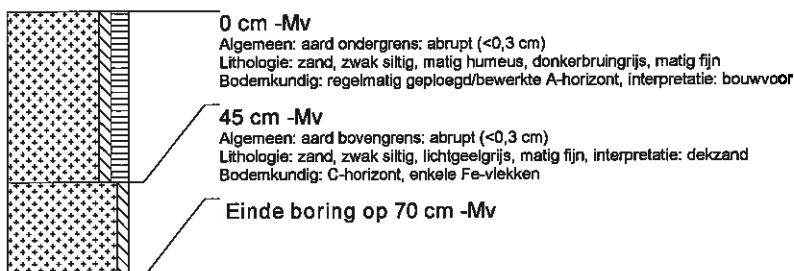 0 cm -Mv
Algemeen: aard ondergrens: abrupt (<0,3 cm)
Lithologie: zand, zwak siltig, matig humeus, donkerbruingrijs, matig fijn
Bodemkundig: regelmatig geploegd/bewerkte A-horizont, interpretatie: bouwvoor
45 cm -Mv
Algemeen: aard bovengrens: abrupt (<0,3 cm)
Lithologie: zand, zwak siltig, lichtgeelgrijs, matig fijn, interpretatie: dekzand
Bodemkundig: C-horizont, enkele Fe-vlekken
Einde boring op 70 cm -Mv